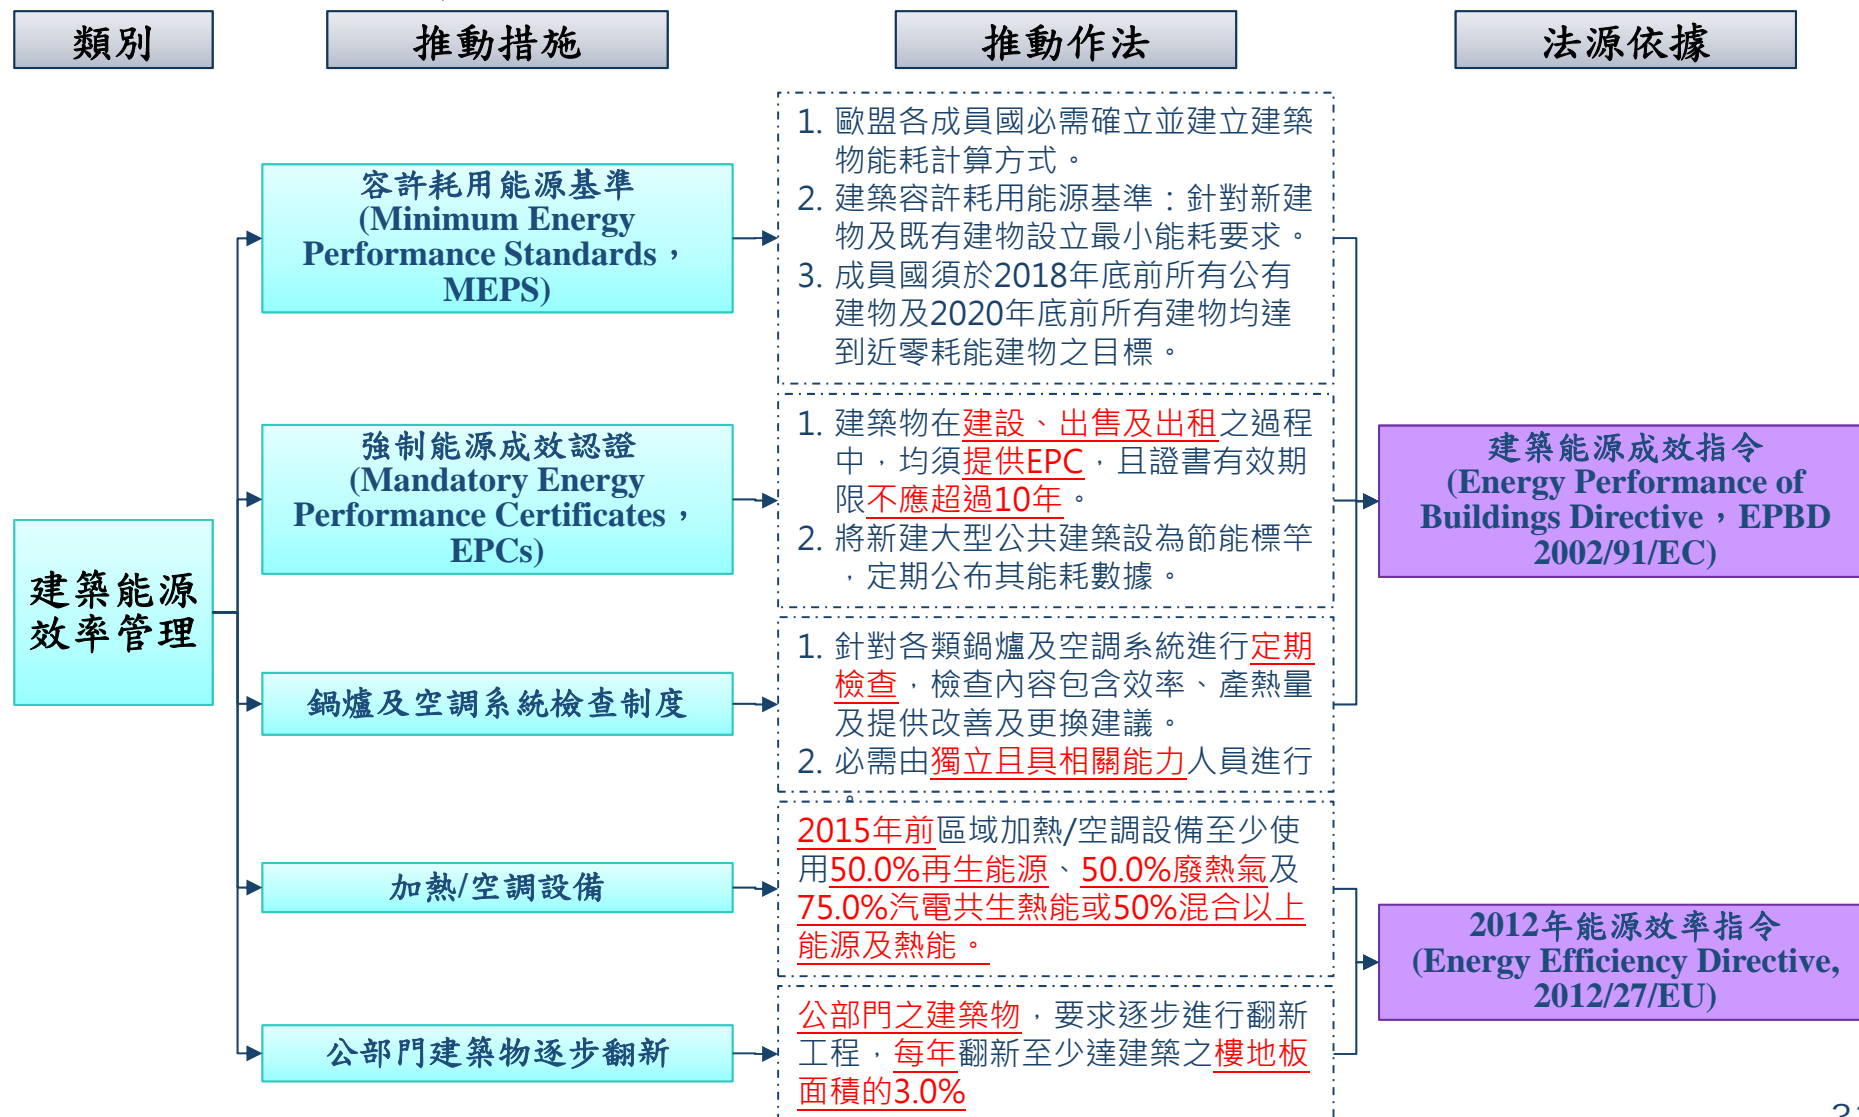 類別
推動措施
推動作法
法源依據
建築能源
效率管理
容許耗用能源基準
(Minimum Energy
Performance Standards，
MEPS)
1. 歐盟各成員國必需確立並建立建築
物能耗計算方式。
2. 建築容許耗用能源基準：針對新建
物及既有建物設立最小能耗要求。
3. 成員國須於2018年底前所有公有
建物及2020年底前所有建物均達
到近零耗能建物之目標。
強制能源成效認證
(Mandatory Energy
Performance Certificates，
EPCs)
1. 建築物在建設、出售及出租之過程
中，均須提供EPC，且證書有效期
限不應超過10年。
2. 將新建大型公共建築設為節能標竿
，定期公布其能耗數據。
鍋爐及空調系統檢查制度
1. 針對各類鍋爐及空調系統進行定期
檢查，檢查內容包含效率、產熱量
及提供改善及更換建議。
2. 必需由獨立且具相關能力人員進行
。
建築能源成效指令
(Energy Performance of
Buildings Directive，EPBD
2002/91/EC)
加熱/空調設備
2015年前區域加熱/空調設備至少使
用50.0%再生能源、50.0%廢熱氣及
75.0%汽電共生熱能或50%混合以上
能源及熱能。
公部門建築物逐步翻新
公部門之建築物，要求逐步進行翻新
工程，每年翻新至少達建築之樓地板
面積的3.0%
2012年能源效率指令
(Energy Efficiency Directive,
2012/27/EU)